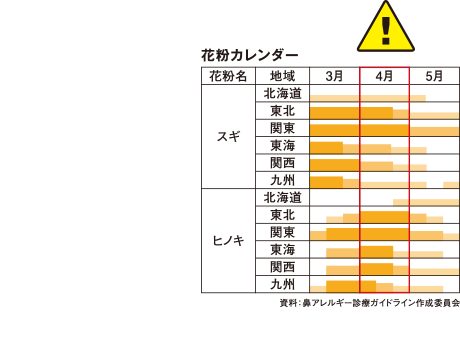 花粉カレンダー
花粉名 地域 3月 4月 5月
スギ
北海道
東北
関東
東海
関西
九州
ヒノキ
北海道
東北
関東
東海
関西
九州
資料：鼻アレルギー診療ガイドライン作成委員会